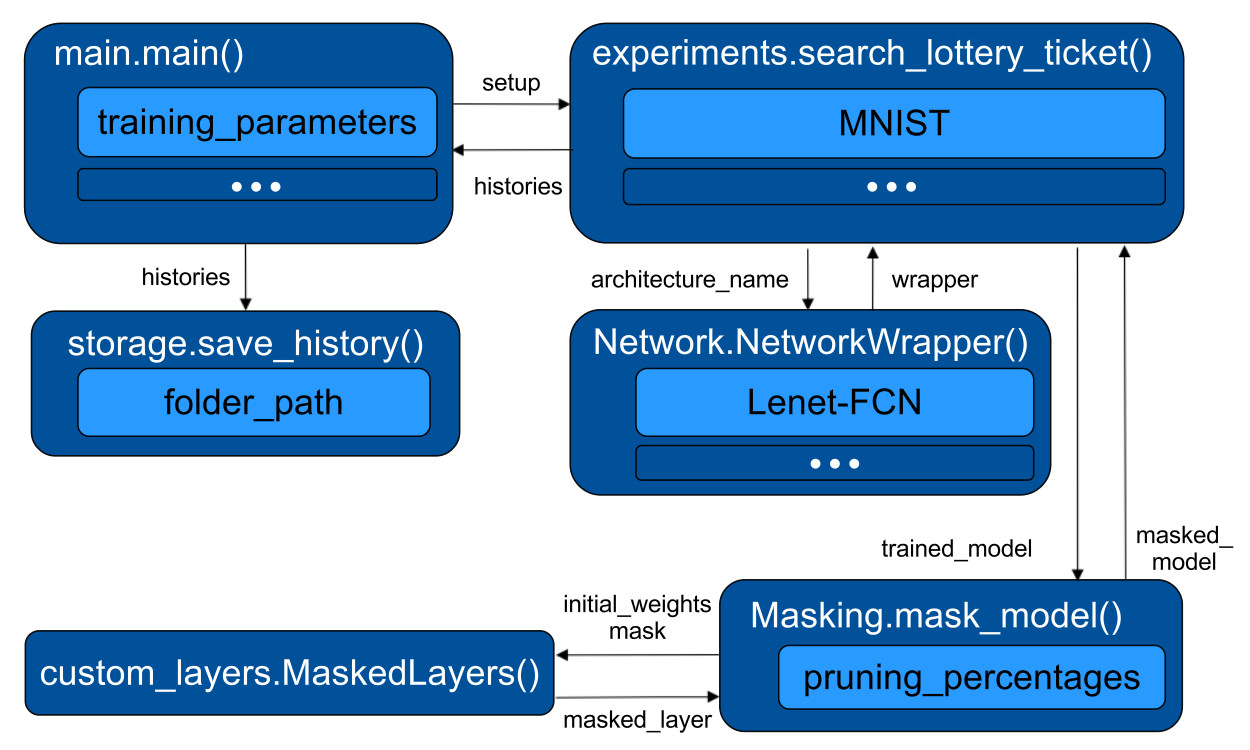 main.main()
training_parameters
•••
setup
histories
experiments.search_lottery_ticket()
MNIST
•••
histories
architecture_name
wrapper
storage.save_history()
folder_path
Network.NetworkWrapper()
Lenet-FCN
•••
trained_model
masked_
model
initial_weights
mask
Masking.mask_model()
pruning_percentages
custom_layers.MaskedLayers()
masked_layer